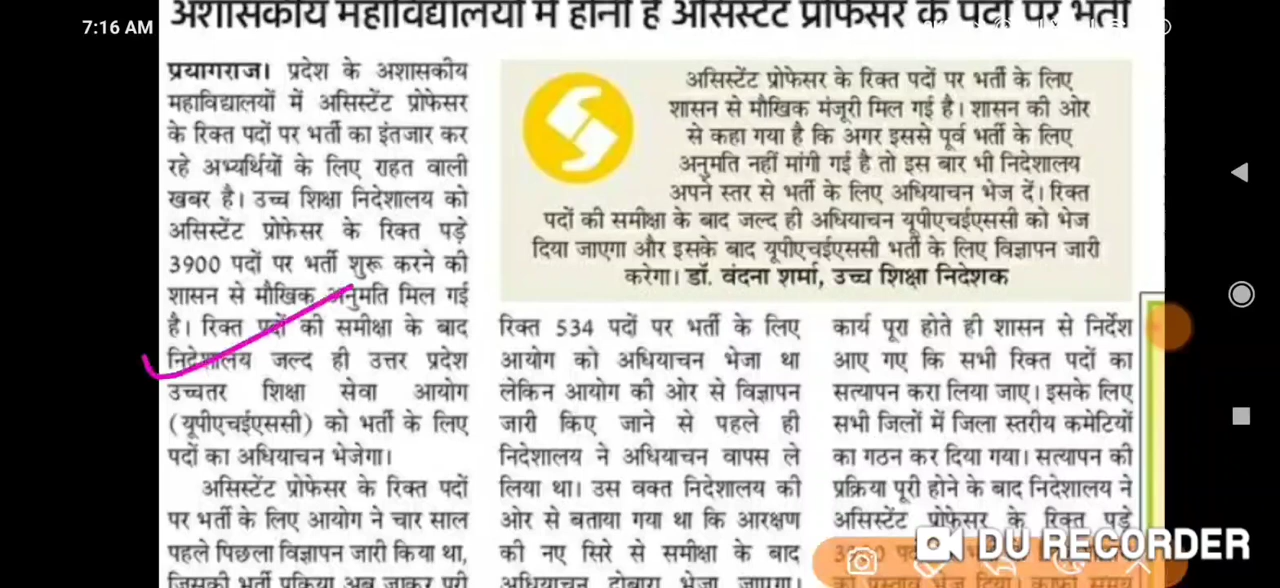 7:16 AM
अशासकीय महाविद्यालयों में होनी है असिस्टेंट प्रोफेसर के पदों पर भर्ती
प्रयागराज। प्रदेश के अशासकीय
महाविद्यालयों में असिस्टेंट प्रोफेसर
के रिक्त पदों पर भर्ती का इंतजार कर
रहे अभ्यर्थियों के लिए राहत वाली
खबर है। उच्च शिक्षा निदेशालय को
असिस्टेंट प्रोफेसर के रिक्त पड़े
3900 पदों पर भर्ती शुरू करने की
शासन से मौखिक अनुमति मिल गई
है। रिक्त पदों की समीक्षा के बाद
निदेशालय जल्द ही उत्तर प्रदेश
उच्चतर शिक्षा सेवा आयोग
(यूपीएचईएससी) को भर्ती के लिए
पदों का अधियाचन भेजेगा।
असिस्टेंट प्रोफेसर के रिक्त पदों
पर भर्ती के लिए आयोग ने चार साल
पहले पिछला विज्ञापन जारी किया था,
जिसकी भर्ती प्रक्रिया अब जाकर पूरी
असिस्टेंट प्रोफेसर के रिक्त पदों पर भर्ती के लिए
शासन से मौखिक मंजूरी मिल गई है। शासन की ओर
से कहा गया है कि अगर इससे पूर्व भर्ती के लिए
अनुमति नहीं मांगी गई है तो इस बार भी निदेशालय
अपने स्तर से भर्ती के लिए अधियाचन भेज दें। रिक्त
पदों की समीक्षा के बाद जल्द ही अधियाचन यूपीएचईएससी को भेज
दिया जाएगा और इसके बाद यूपीएचईएससी भर्ती के लिए विज्ञापन जारी
करेगा। डॉ. वंदना शर्मा, उच्च शिक्षा निदेशक
रिक्त 534 पदों पर भर्ती के लिए
आयोग को अधियाचन भेजा था
लेकिन आयोग की ओर से विज्ञापन
जारी किए जाने से पहले ही
निदेशालय ने अधियाचन वापस ले
लिया था। उस वक्त निदेशालय की
ओर से बताया गया था कि आरक्षण
की नए सिरे से समीक्षा के बाद
अधियाचन दोबारा भेजा जाएगा।
कार्य पूरा होते ही शासन से निर्देश
आए गए कि सभी रिक्त पदों का
सत्यापन करा लिया जाए। इसके लिए
सभी जिलों में जिला स्तरीय कमेटियों
का गठन कर दिया गया। सत्यापन की
प्रक्रिया पूरी होने के बाद निदेशालय ने
असिस्टेंट प्रोफेसर के रिक्त पड़े
DU RECORDER